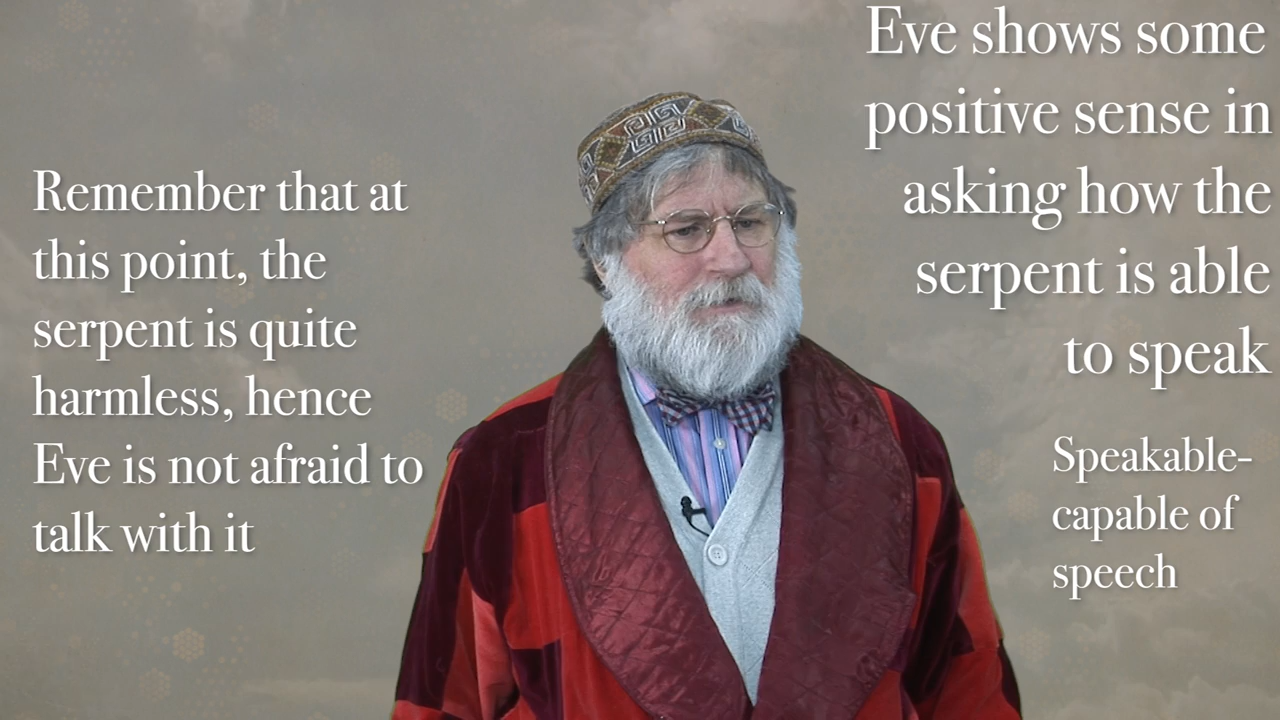 Remember that at
this point, the
serpent is quite
harmless, hence
Eve is not afraid to
talk with it
Eve shows some
positive sense in
asking how the
serpent is able
to speak
Speakable-
capable of
speech